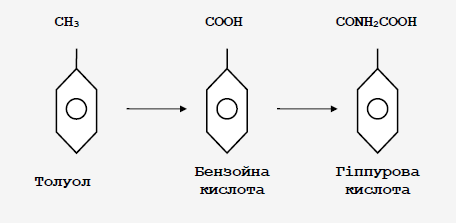 CH₃ COOH CONH₂COOH
Толуол
Бензойна кислота
Гіппурова кислота